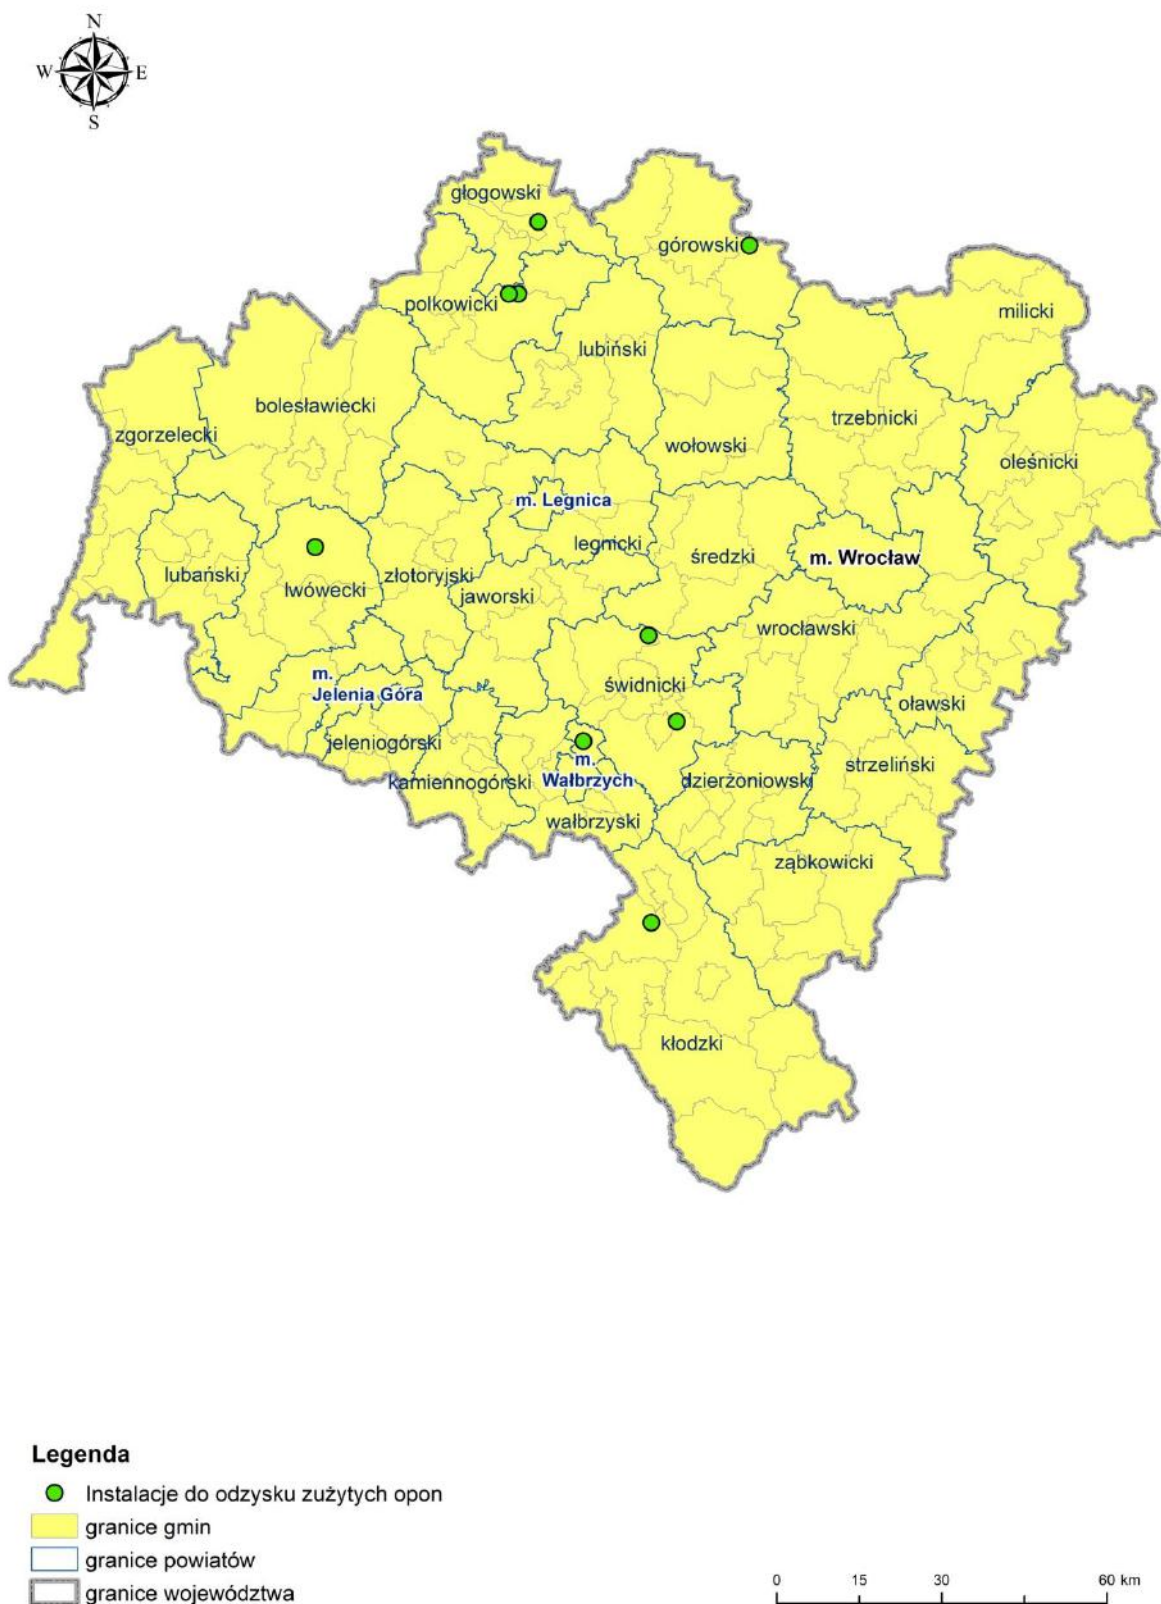 N
W E
S
głogowski
górowski
polkowicki
milicki
lubiński
bolesławiecki
trzebnicki
zgorzelecki
wołowski
oleśnicki
m. Legnica
legnicki
średzki
m. Wrocław
lubański
lwówecki
złotoryjski
jaworski
wrocławski
m.
Jelenia Góra
świdnicki
oławski
jeleniogórski
strzeliński
m.
Wałbrzych
kamiennogórski
dzierżoniowski
wałbrzyski
ząbkowicki
kłodzki
Legenda
Instalacje do odzysku zużytych opon
granice gmin
granice powiatów
granice województwa
0 15 30 60 km